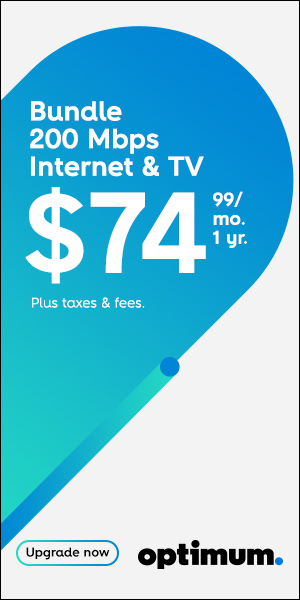 Bundle
200 Mbps
Internet & TV
$74 99/
mo.
1 yr.
Plus taxes & fees.
Upgrade now
optimum.